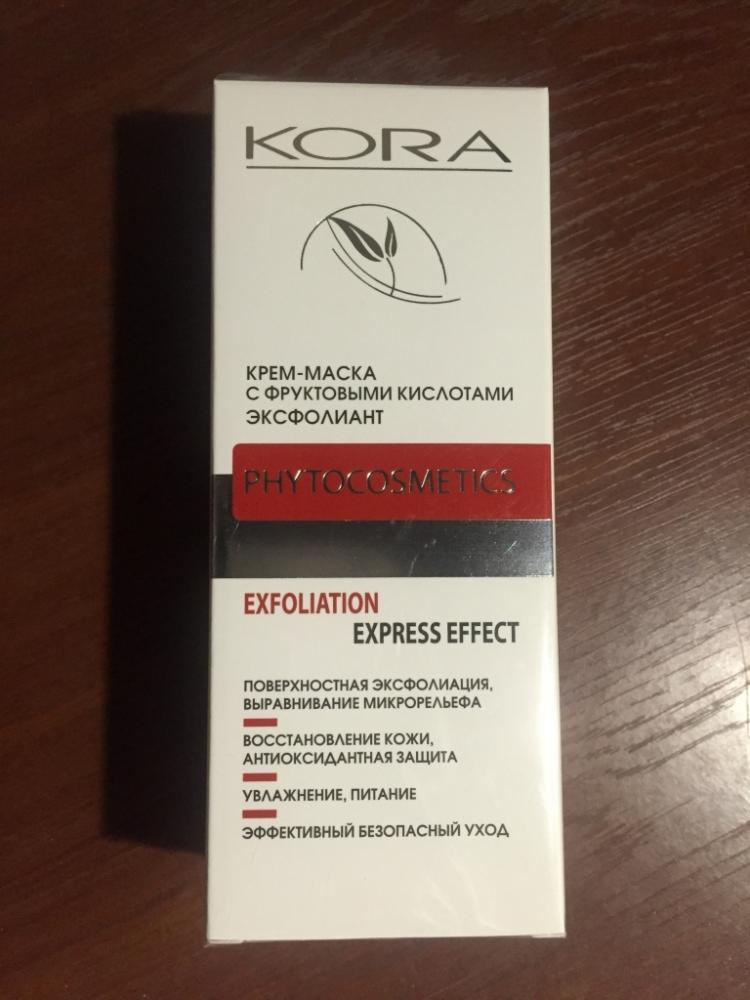 KORA
КРЕМ-МАСКА
С ФРУКТОВЫМИ КИСЛОТАМИ
ЭКСФОЛИАНТ
PHYTOCOSMETICS
EXFOLIATION
EXPRESS EFFECT
ПОВЕРХНОСТНАЯ ЭКСФОЛИАЦИЯ,
ВЫРАВНИВАНИЕ МИКРОРЕЛЬЕФА
ВОССТАНОВЛЕНИЕ КОЖИ,
АНТИОКСИДАНТНАЯ ЗАЩИТА
УВЛАЖНЕНИЕ, ПИТАНИЕ
ЭФФЕКТИВНЫЙ БЕЗОПАСНЫЙ УХОД